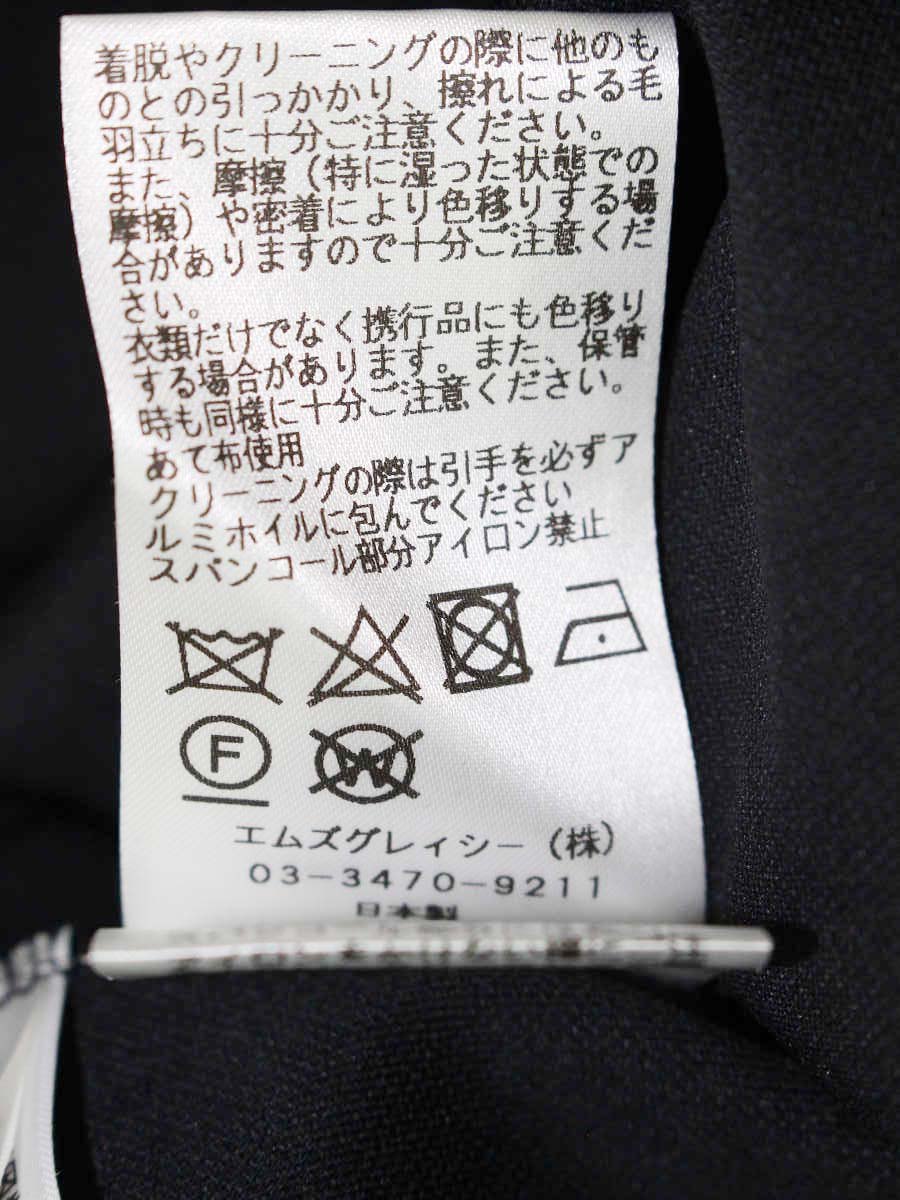 着脱やクリーニングの際に他のも
のとの引っかかり、擦れによる毛
羽立ちに十分ご注意ください。
また、摩擦（特に湿った状態での
摩擦）や密着により色移りする場
合がありますので十分ご注意くだ
さい。
衣類だけでなく携行品にも色移り
する場合があります。また、保管
時も同様に十分ご注意ください。
あて布使用
クリーニングの際は引手を必ずア
ルミホイルに包んでください
スパンコール部分アイロン禁止
F
W
エムズグレイシー（株）
03-3470-9211
日本製